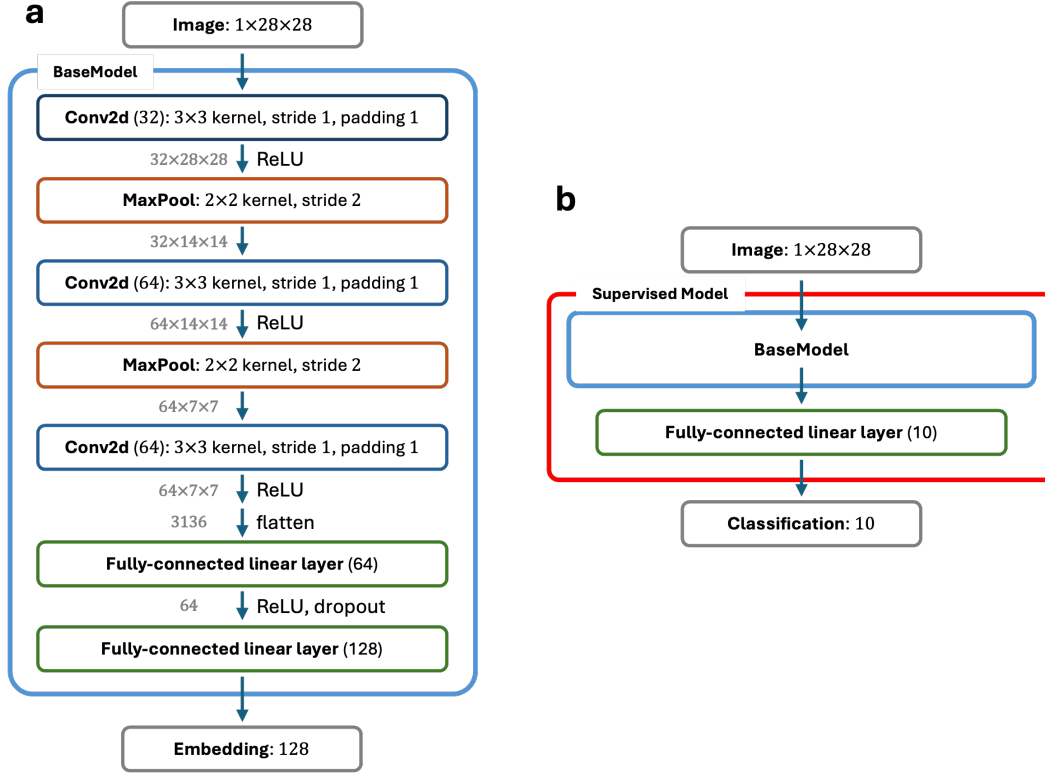 a
Image: 1×28×28
BaseModel
Conv2d (32): 3×3 kernel, stride 1, padding 1
32×28×28 ReLU
MaxPool: 2×2 kernel, stride 2
32×14×14
Conv2d (64): 3×3 kernel, stride 1, padding 1
64×14×14 ReLU
MaxPool: 2×2 kernel, stride 2
64×7×7
Conv2d (64): 3×3 kernel, stride 1, padding 1
64×7×7 ReLU
3136 flatten
Fully-connected linear layer (64)
64 ReLU, dropout
Fully-connected linear layer (128)
Embedding: 128
b
Image: 1×28×28
Supervised Model
BaseModel
Fully-connected linear layer (10)
Classification: 10